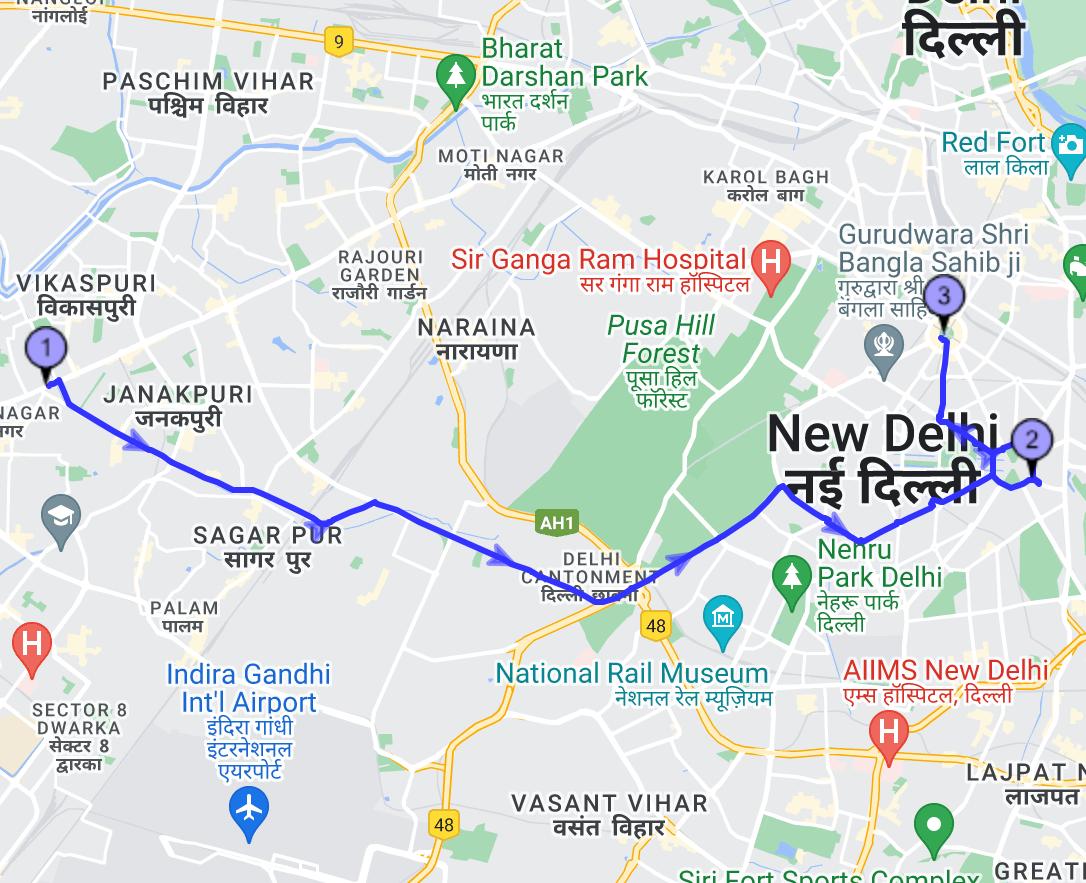 नांगलोई
9
Bharat
Darshan Park
भारत दर्शन
पार्क
PASCHIM VIHAR
पश्चिम विहार
दिल्ली
Red Fort
लाल किला
MOTI NAGAR
मोती नगर
KAROL BAGH
करोल बाग
Gurudwara Shri
Bangla Sahib ji
गुरुद्वारा श्री
बंगला साहि
3
Sir Ganga Ram Hospital
सर गंगा राम हॉस्पिटल
H
RAJOURI
GARDEN
राजौरी गार्डन
VIKASPURI
विकासपुरी
1
NARAINA
नारायणा
Pusa Hill
Forest
पूसा हिल
फॉरेस्ट
JANAKPURI
जनकपुरी
NAGAR
नगर
New Delhi
नई दिल्ली
2
SAGAR PUR
सागर पुर
AH1
DELHI
CANTONMENT
दिल्ली छावनी
Nehru
Park Delhi
नेहरू पार्क
दिल्ली
PALAM
पालम
48
M
H
National Rail Museum
नेशनल रेल म्यूज़ियम
Indira Gandhi
Int'l Airport
इंदिरा गांधी
इंटरनेशनल
एयरपोर्ट
AIIMS New Delhi
एम्स हॉस्पिटल, दिल्ली
H
SECTOR 8
DWARKA
सेक्टर 8
द्वारका
LAJPAT N
लाजपत
VASANT VIHAR
वसंत विहार
48
Siri Fort Sports Complex
GREATE